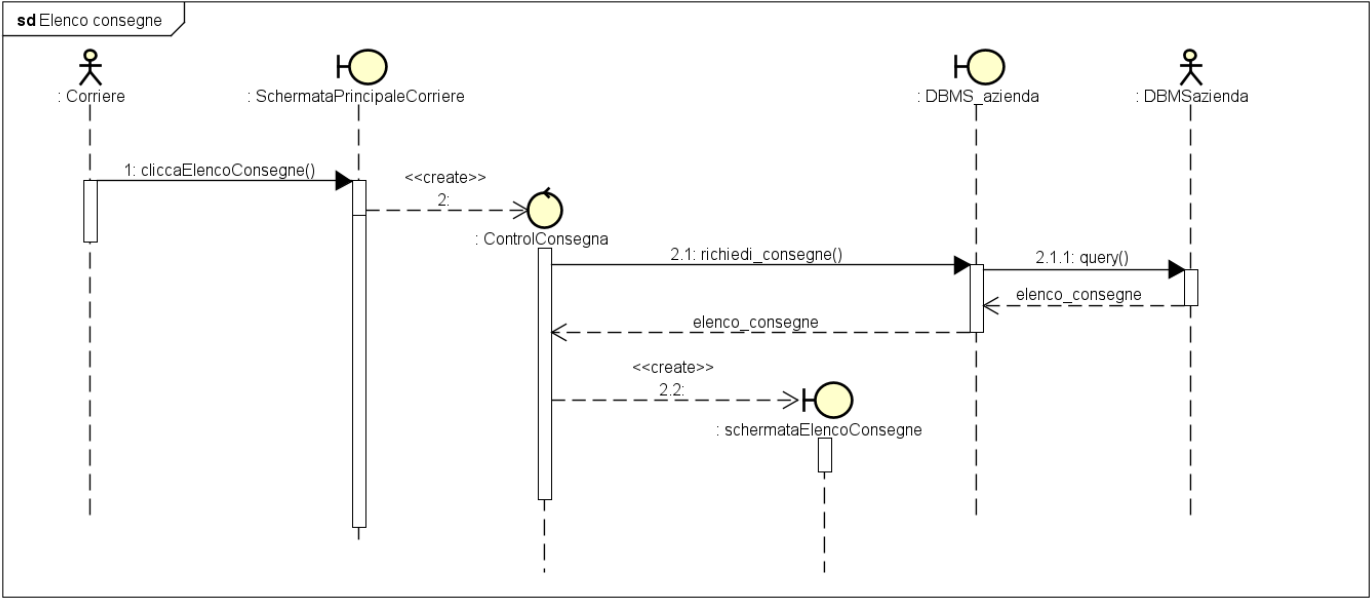 sd Elenco consegne
: Corriere
: SchermataPrincipaleCorriere
: DBMS_azienda
: DBMSazienda
1: cliccaElencoConsegne()
<<create>>
2:
: ControlConsegna
2.1: richiedi_consegne()
2.1.1: query()
elenco_consegne
elenco_consegne
<<create>>
2.2:
: schermataElencoConsegne